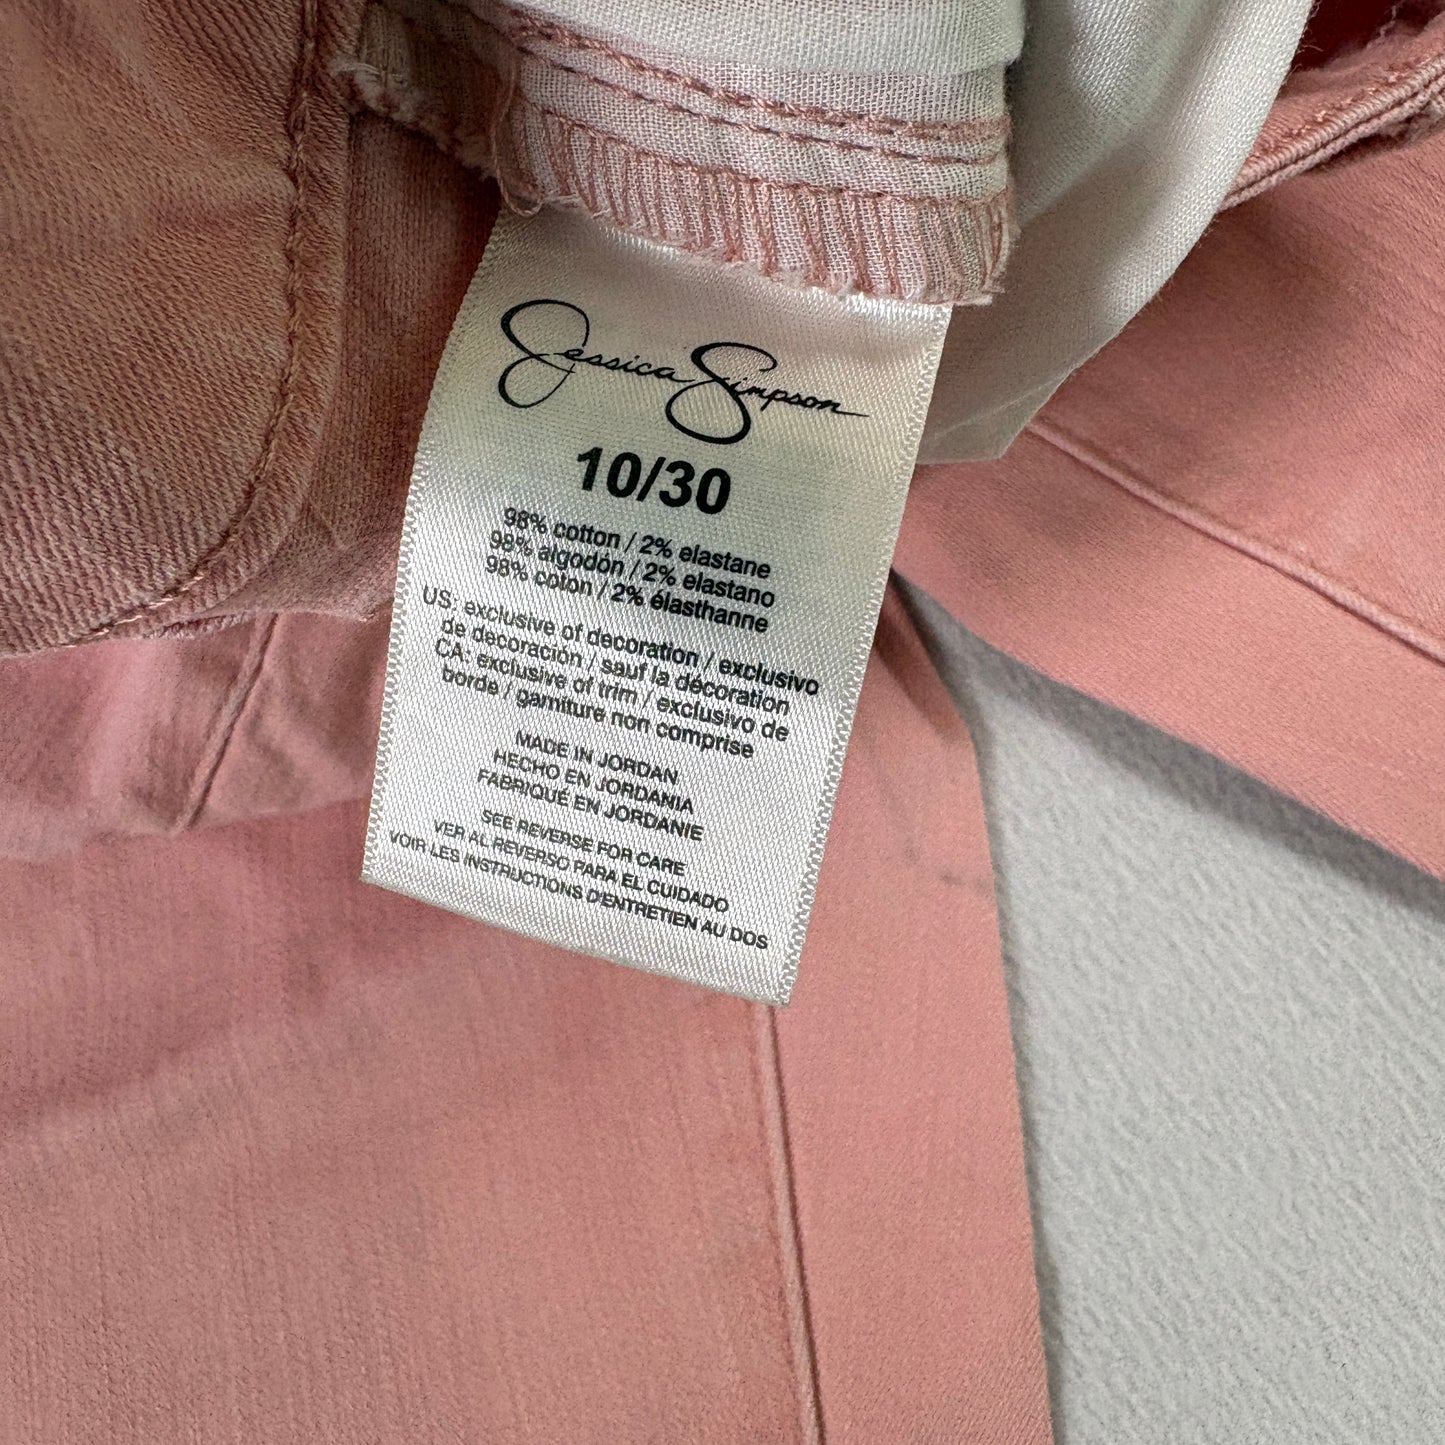 Jessica Simpson
10/30
98% cotton / 2% elastane
98% algodón / 2% elastano
98% coton / 2% élasthanne
US: exclusive of decoration / exclusivo
de decoración / sauf la décoration
CA: exclusive of trim / exclusivo de
borde / garniture non comprise
MADE IN JORDAN
HECHO EN JORDANIA
FABRIQUÉ EN JORDANIE
SEE REVERSE FOR CARE
VER AL REVERSO PARA EL CUIDADO
VOIR LES INSTRUCTIONS D'ENTRETIEN AU DOS